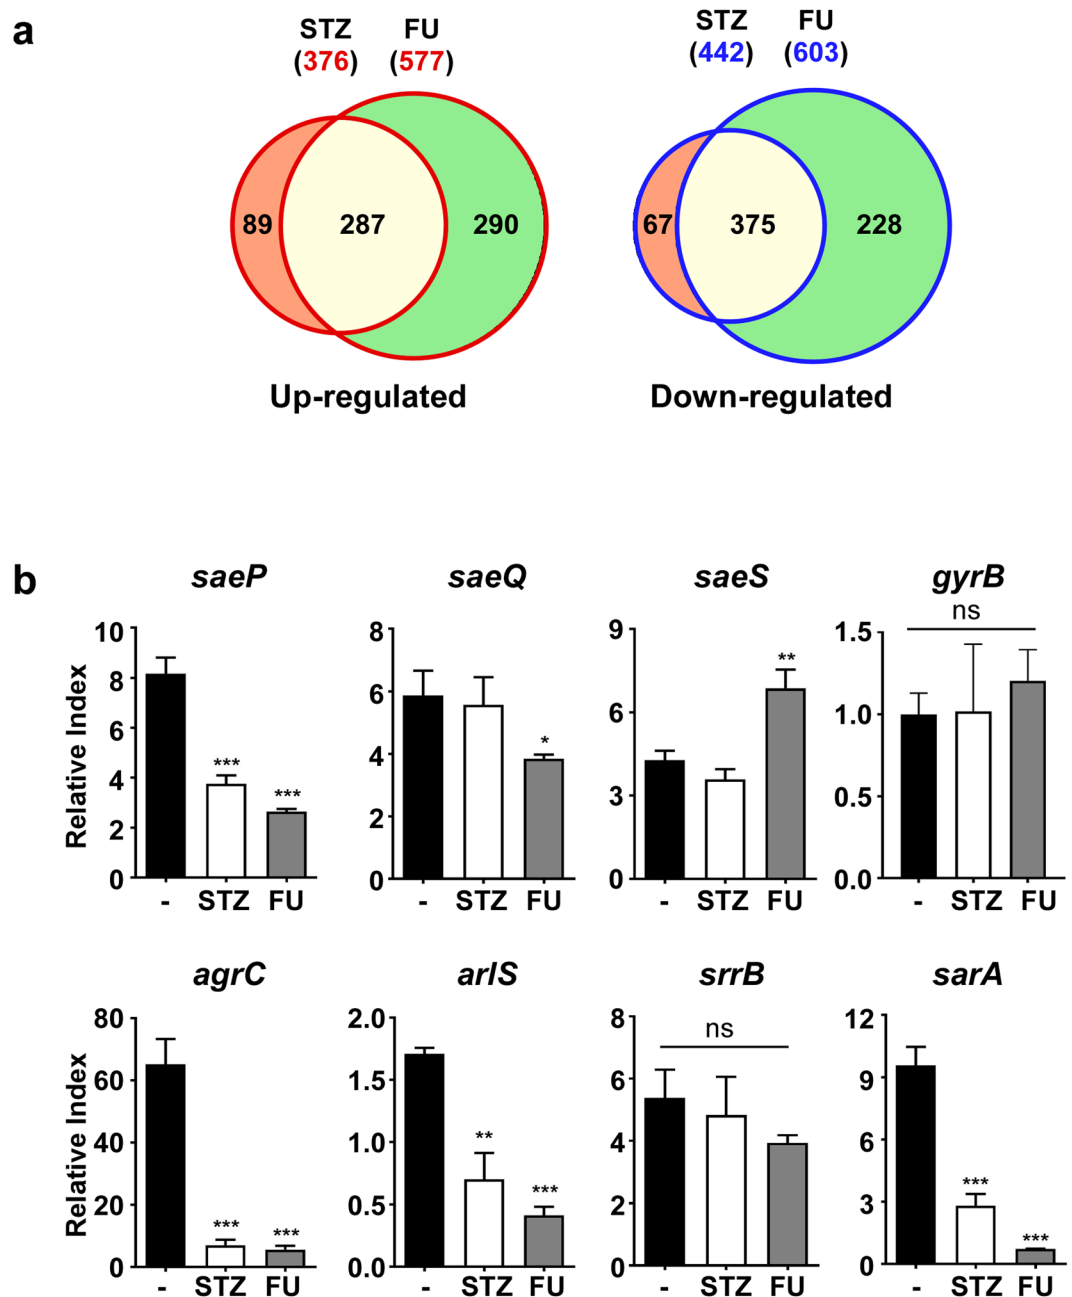 a
STZ FU
(376) (577)
STZ FU
(442) (603)
89 287 290
67 375 228
Up-regulated
Down-regulated
b
saeP
Relative Index
10
8
6
4
2
0
***
***
- STZ FU
saeQ
8
6
4
2
0
*
- STZ FU
saeS
9
6
3
0
**
- STZ FU
gyrB
ns
1.5
1.0
0.5
0.0
- STZ FU
agrC
Relative Index
80
60
40
20
0
***
***
- STZ FU
arlS
2.0
1.5
1.0
0.5
0.0
**
***
- STZ FU
srrB
ns
8
6
4
2
0
- STZ FU
sarA
12
9
6
3
0
***
***
- STZ FU